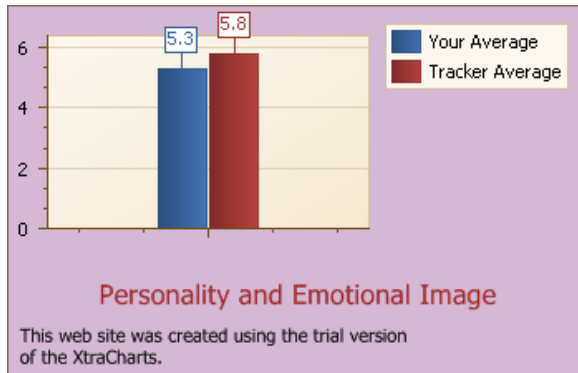 5.3
5.8
6
4
2
0
Your Average
Tracker Average
Personality and Emotional Image
This web site was created using the trial version
of the XtraCharts.